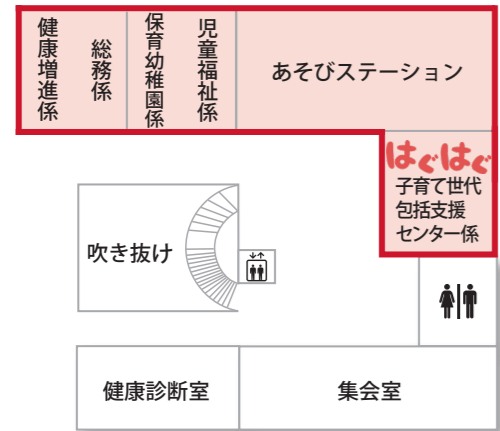 健康増進係
総務係
保育幼稚園係
児童福祉係
あそびステーション
はぐはぐ
子育て世代
包括支援
センター係
吹き抜け
健康診断室
集会室